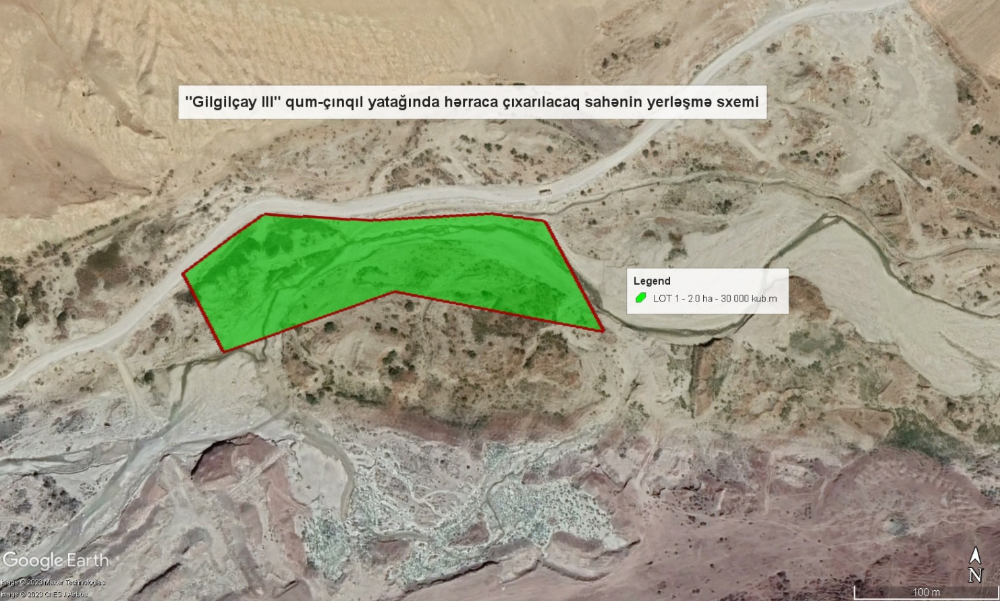 "Gilgilçay III" qum-çınqıl yatağında hərraca çıxarılacaq sahənin yerləşmə sxemi
Legend
LOT 1 - 2.0 ha - 30 000 kub.m
Google Earth
Image © 2023 Maxar Technologies
Image © 2023 CNES / Airbus
N
100 m